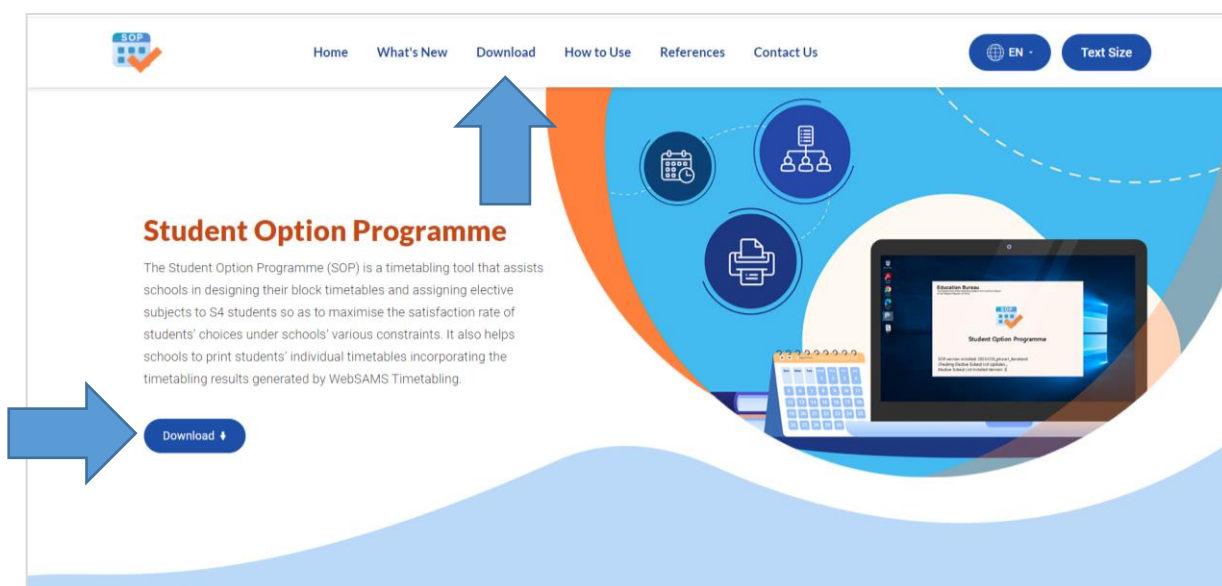 SOP
Home What's New Download How to Use References Contact Us EN Text Size
Student Option Programme
The Student Option Programme (SOP) is a timetabling tool that assists
schools in designing their block timetables and assigning elective
subjects to S4 students so as to maximise the satisfaction rate of
students' choices under schools' various constraints. It also helps
schools to print students' individual timetables incorporating the
timetabling results generated by WebSAMS Timetabling.
Download
Education Bureau
SOP
Student Option Programme